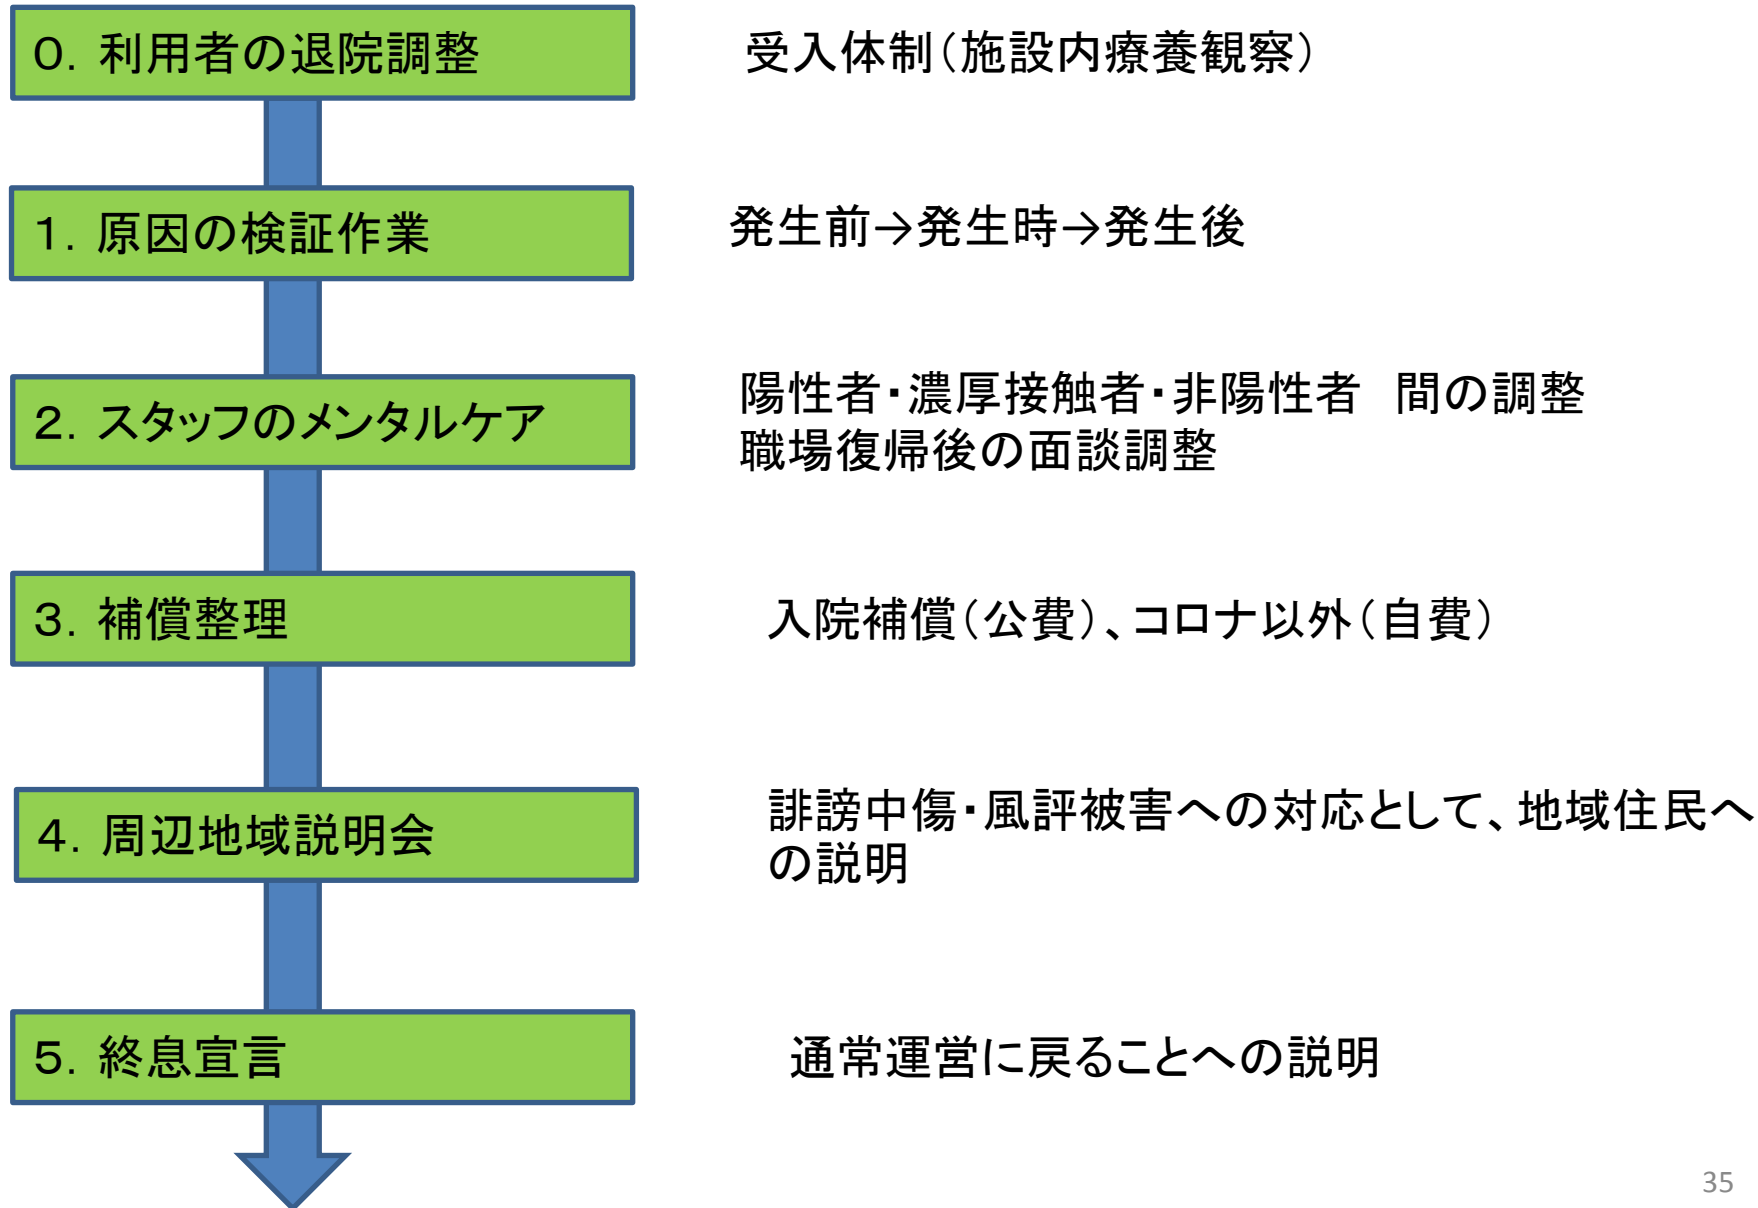 ０．利用者の退院調整
受入体制（施設内療養観察）
１．原因の検証作業
発生前→発生時→発生後
２．スタッフのメンタルケア
陽性者・濃厚接触者・非陽性者　間の調整
職場復帰後の面談調整
３．補償整理
入院補償（公費）、コロナ以外（自費）
４．周辺地域説明会
誹謗中傷・風評被害への対応として、地域住民へ
の説明
５．終息宣言
通常運営に戻ることへの説明
35